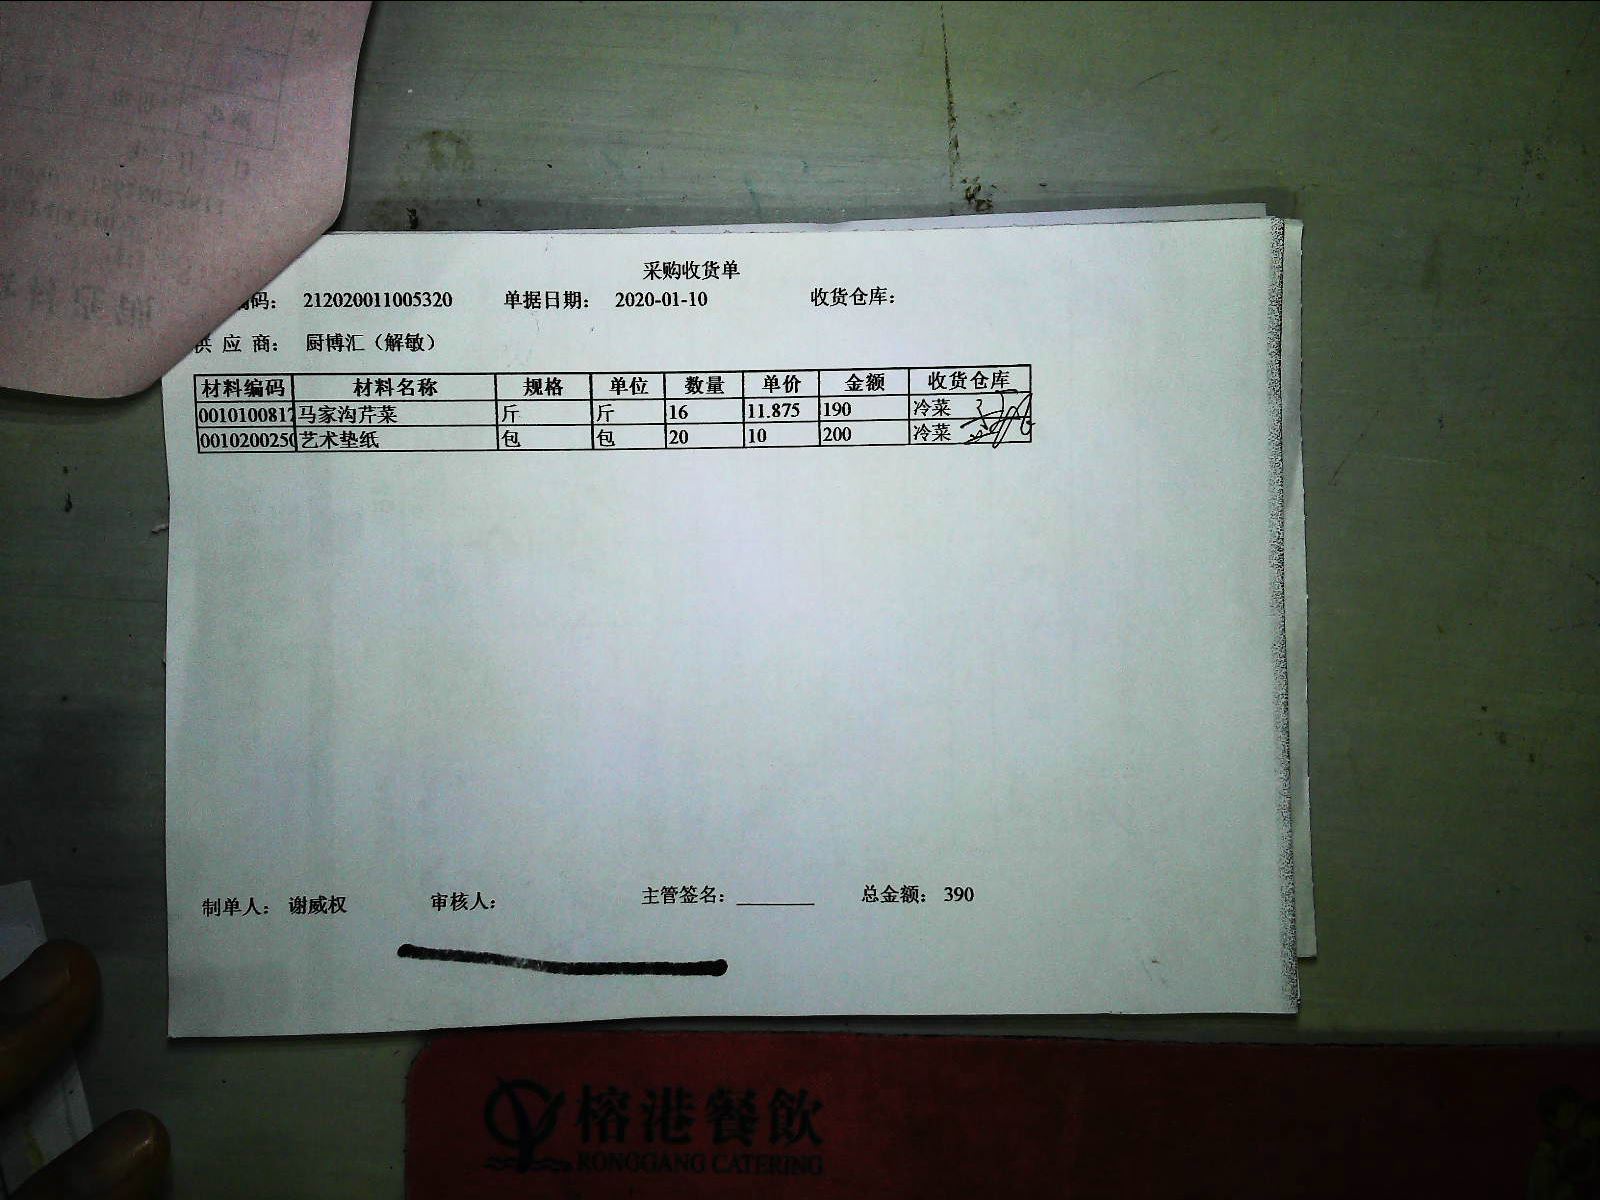 采购收货单
编码： 212020011005320 单据日期： 2020-01-10 收货仓库：
供 应 商： 厨博汇（解敏）
材料编码 材料名称 规格 单位 数量 单价 金额 收货仓库
0010100817 马家沟芹菜 斤 斤 16 11.875 190 冷菜
0010200250 艺术垫纸 包 包 20 10 200 冷菜
制单人： 谢威权 审核人： 主管签名： 总金额： 390
榕港餐飲
RONGGANG CATERING